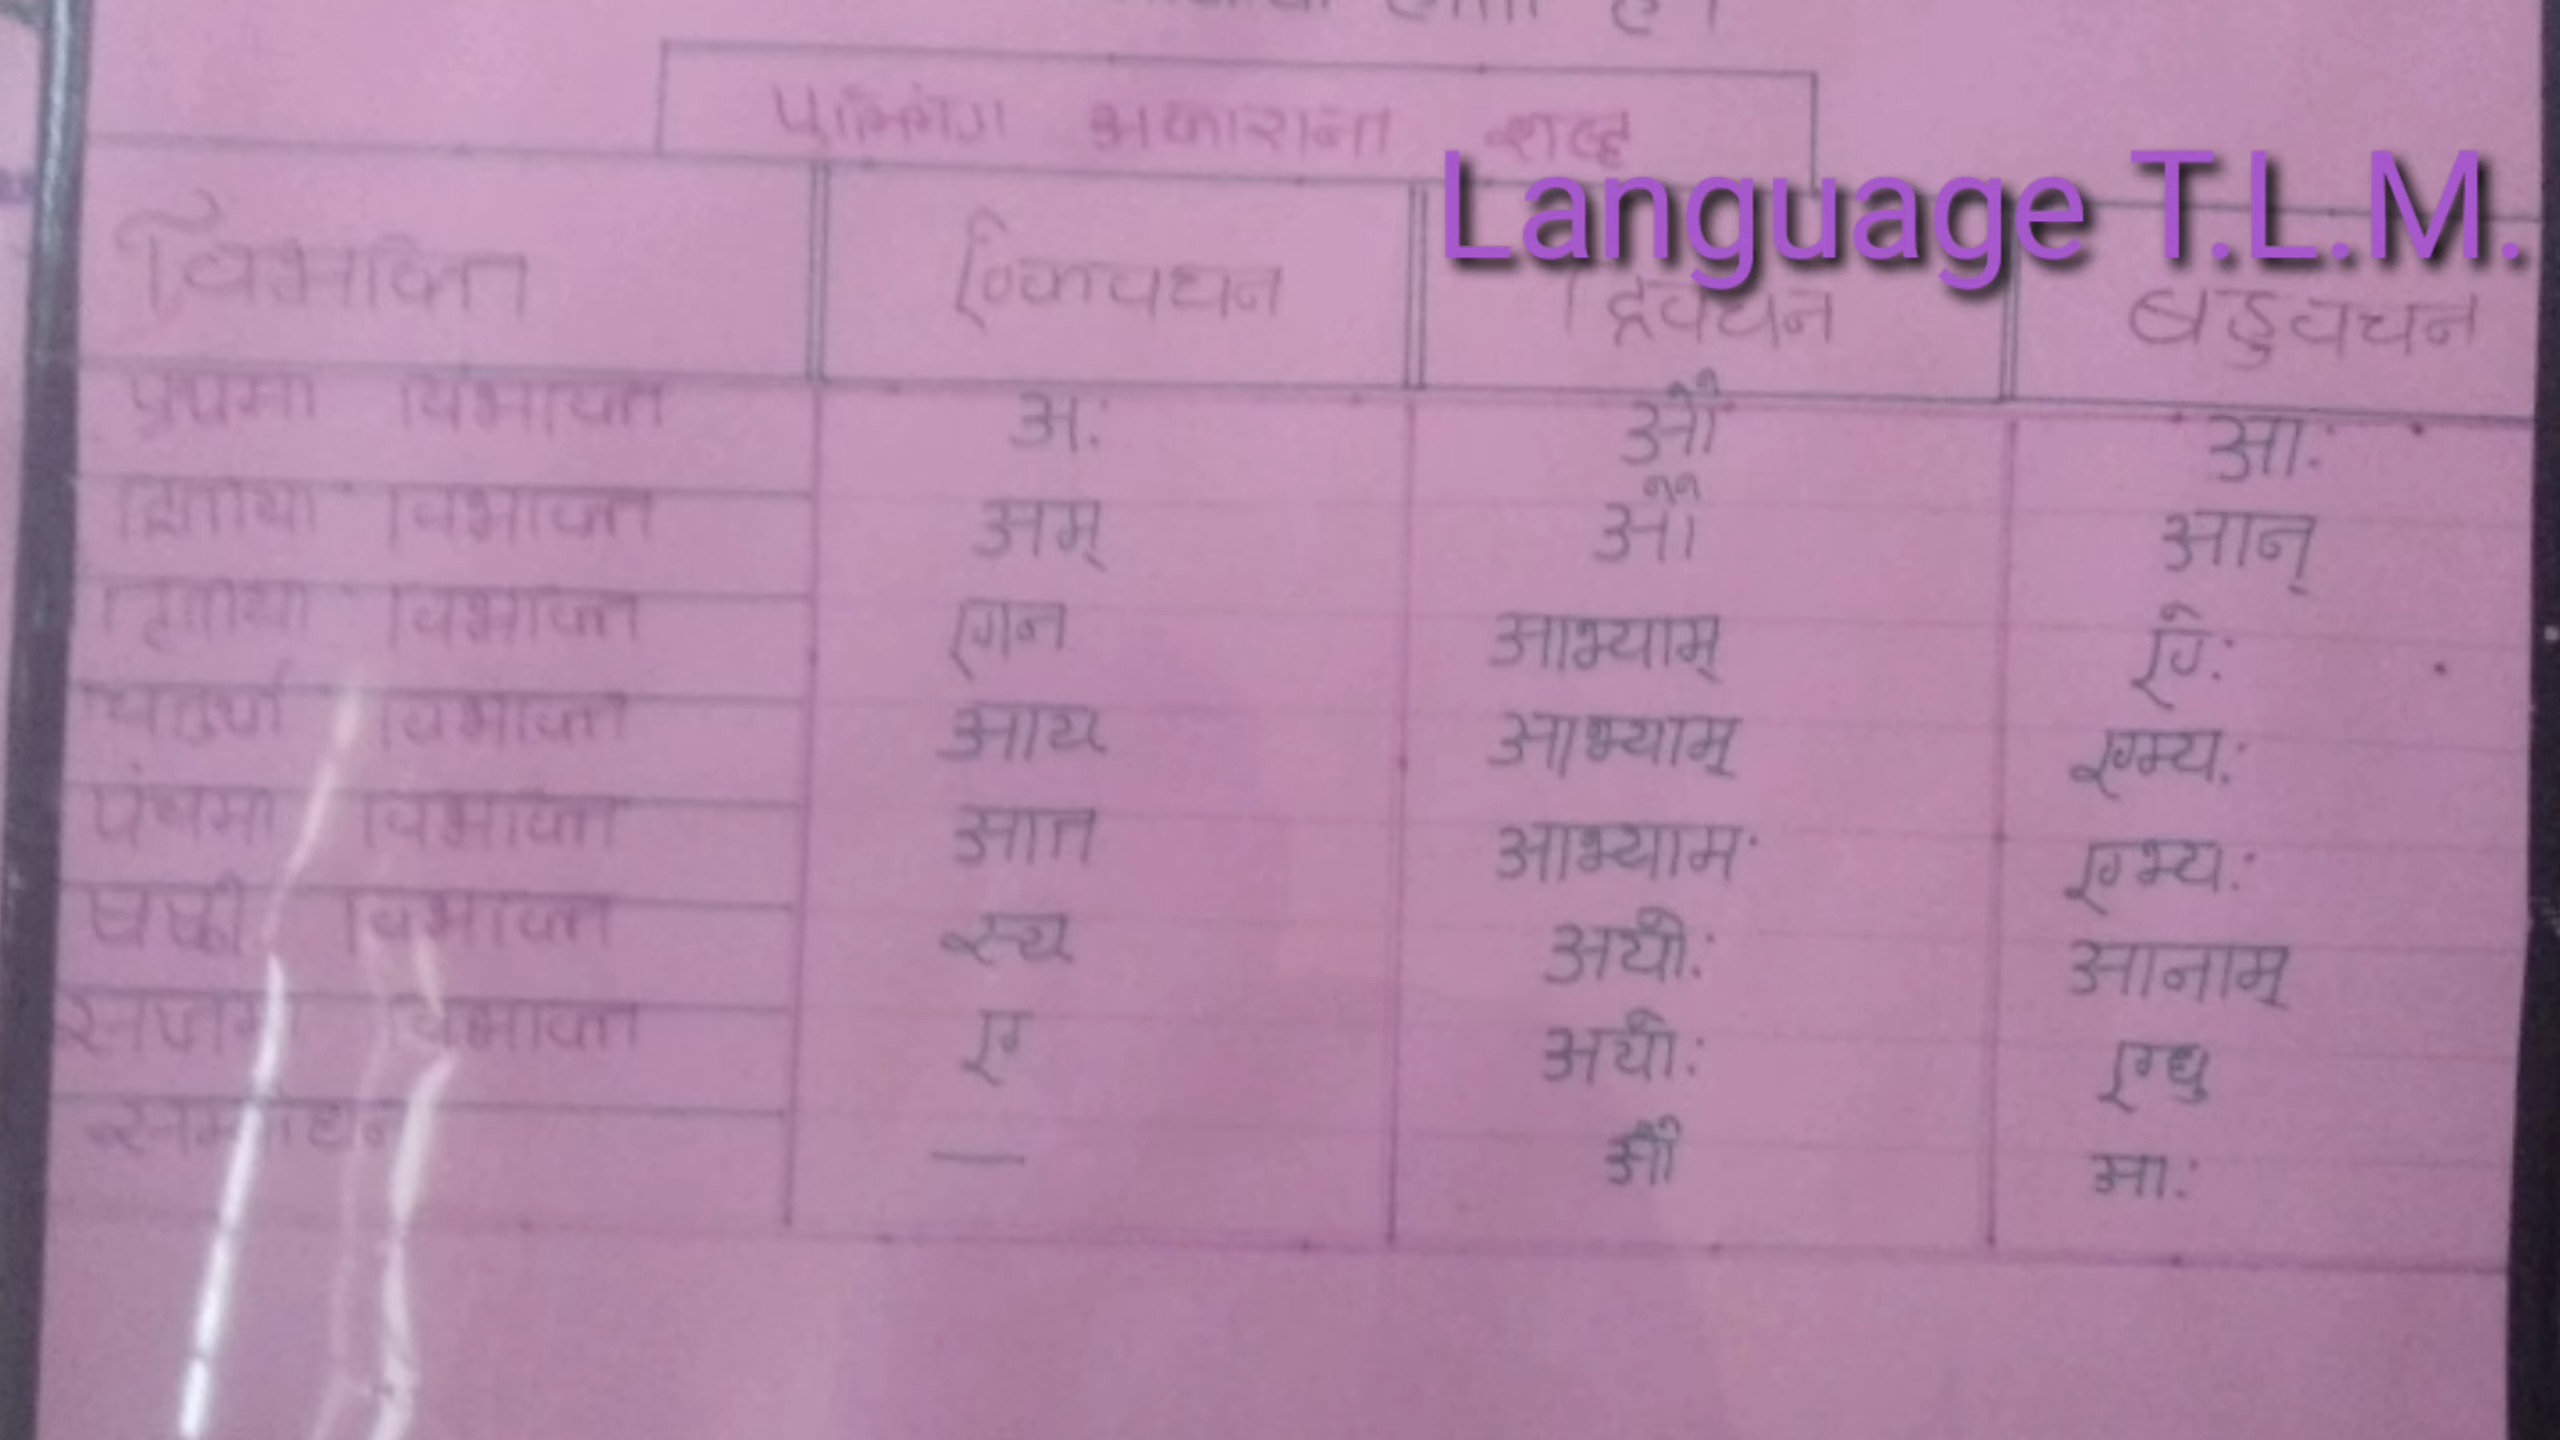 होता है।
पुल्लिंग अकारान्त शब्द
Language T.L.M.
विभक्ति एकवचन द्विवचन बहुवचन
प्रथमा विभक्ति अः औ आः
द्वितीया विभक्ति अम् औ आन्
तृतीया विभक्ति एन आभ्याम् ऐः
चतुर्थी विभक्ति आय आभ्याम् एभ्यः
पंचमी विभक्ति आत आभ्याम एभ्यः
षष्ठी विभक्ति स्य अयोः आनाम्
सप्तमी विभक्ति ए अयोः एषु
सम्बोधन — औ आः